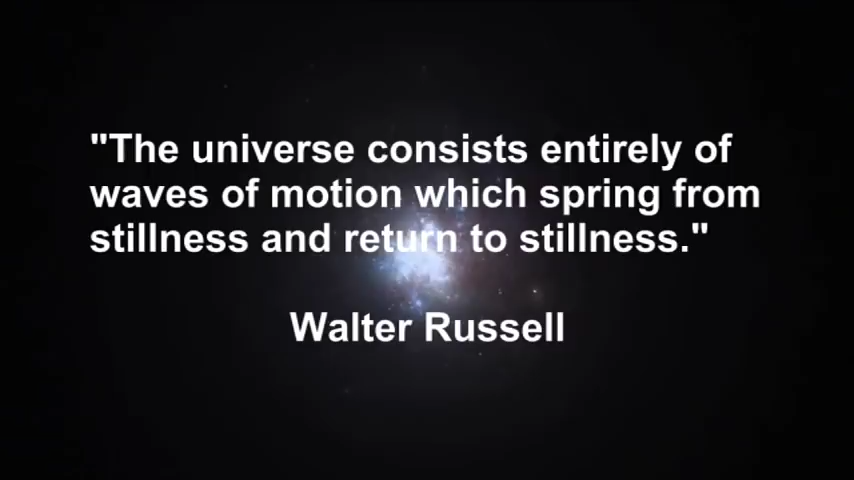 "The universe consists entirely of
waves of motion which spring from
stillness and return to stillness."
Walter Russell